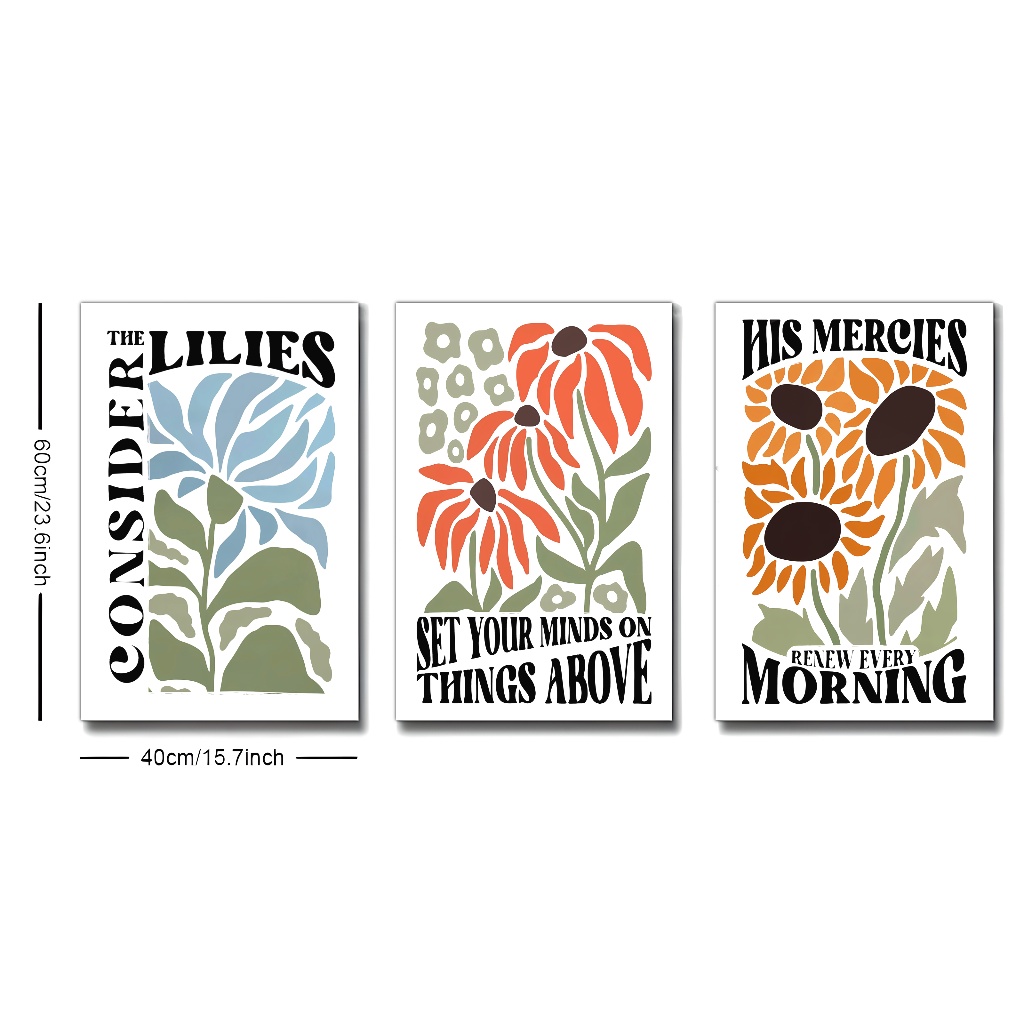 60cm/23.6inch
CONSIDER
THE
LILIES
SET YOUR MINDS ON
THINGS ABOVE
HIS MERCIES
RENEW EVERY
MORNING
40cm/15.7inch